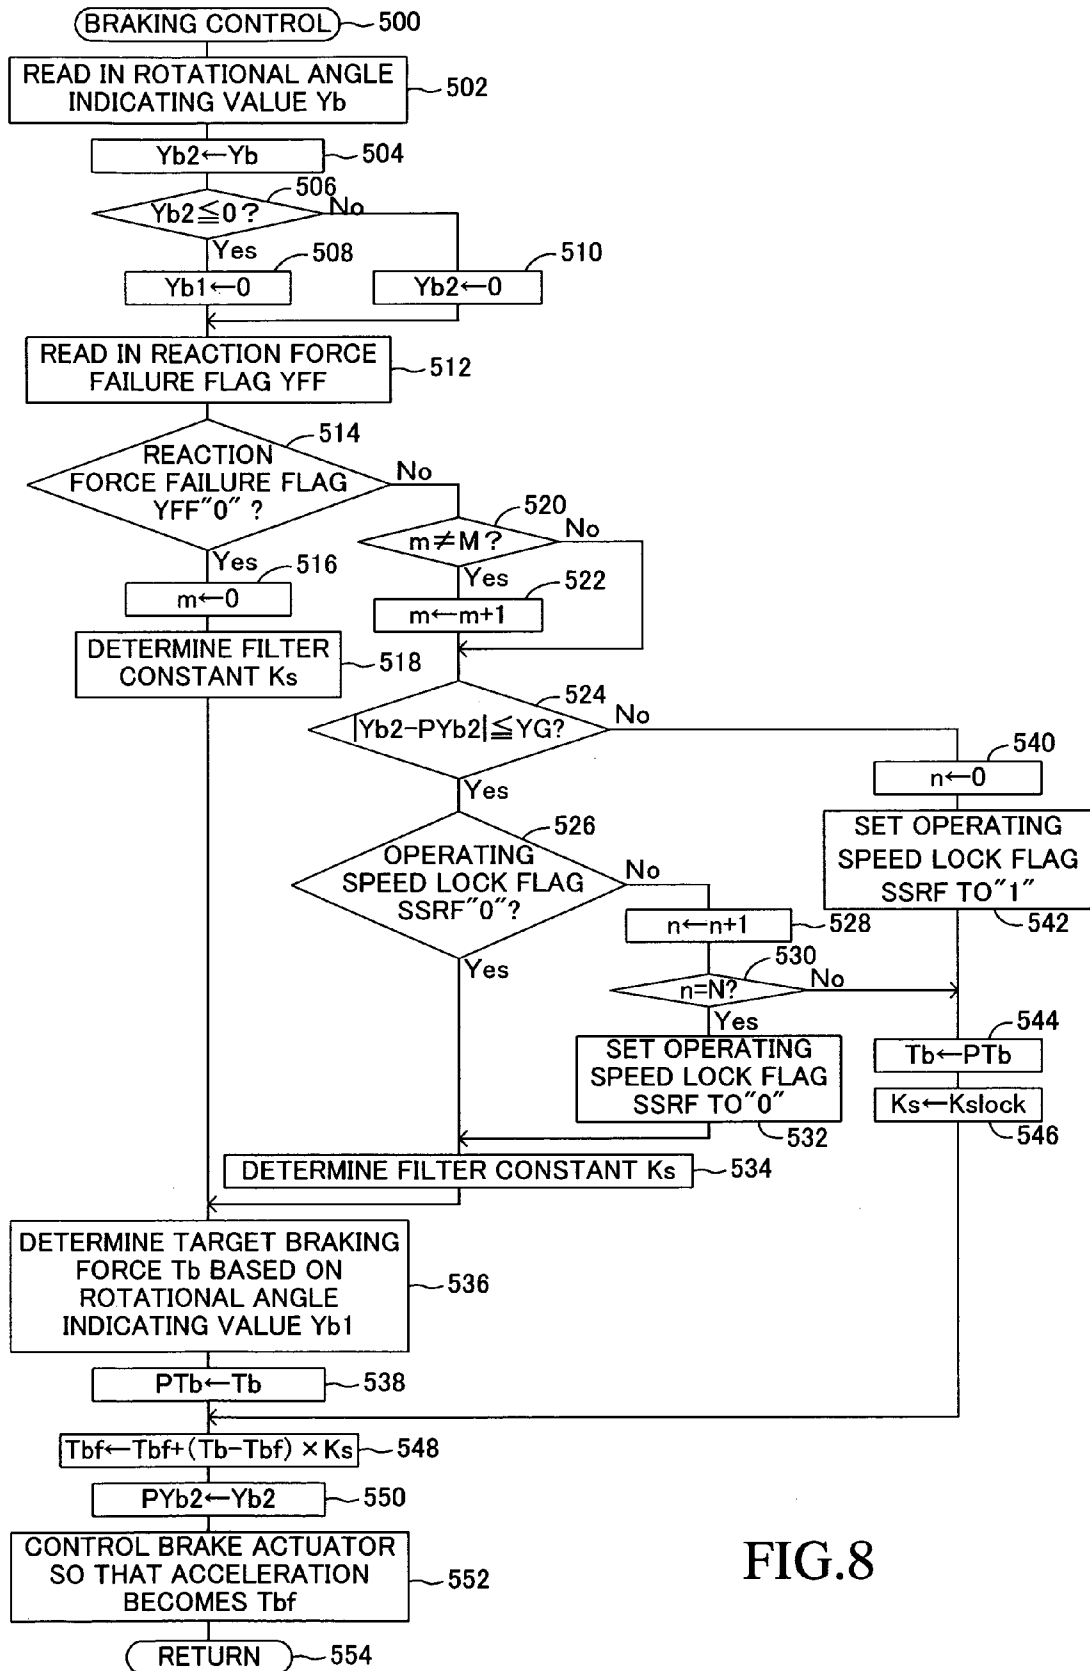 BRAKING CONTROL
500
READ IN ROTATIONAL ANGLE
INDICATING VALUE Yb
502
Yb2←Yb
504
506
Yb2≦0?
No
Yes
508
510
Yb1←0
Yb2←0
READ IN REACTION FORCE
FAILURE FLAG YFF
512
514
REACTION
FORCE FAILURE FLAG
YFF"0" ?
No
520
m≠M?
No
Yes
516
Yes
522
m←0
m←m+1
DETERMINE FILTER
CONSTANT Ks
518
524
|Yb2-PYb2|≦YG?
No
540
n←0
Yes
526
OPERATING
SPEED LOCK FLAG
SSRF"0"?
No
SET OPERATING
SPEED LOCK FLAG
SSRF TO"1"
542
n←n+1
528
530
Yes
n=N?
No
Yes
544
SET OPERATING
SPEED LOCK FLAG
SSRF TO"0"
532
Tb←PTb
Ks←Kslock
546
DETERMINE FILTER CONSTANT Ks
534
DETERMINE TARGET BRAKING
FORCE Tb BASED ON
ROTATIONAL ANGLE
INDICATING VALUE Yb1
536
PTb←Tb
538
Tbf←Tbf+(Tb-Tbf)×Ks
548
PYb2←Yb2
550
CONTROL BRAKE ACTUATOR
SO THAT ACCELERATION
BECOMES Tbf
552
RETURN
554
FIG.8